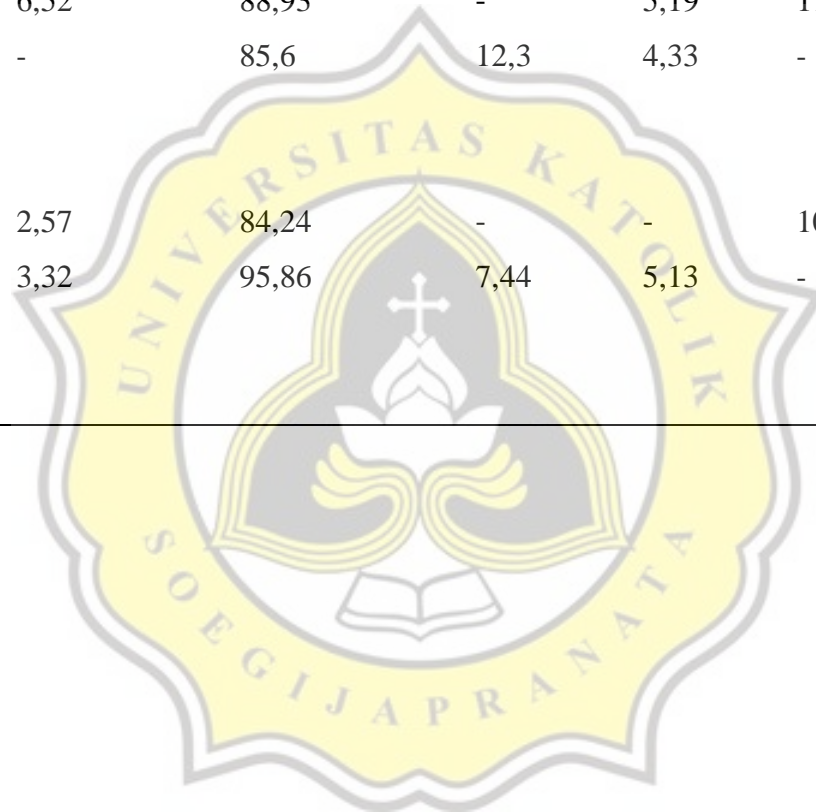 6,52 88,93 - 5,19
- 85,6 12,3 4,33 -
2,57 84,24 - -
3,32 95,86 7,44 5,13 -
UNIVERSITAS KATOLIK
SOEGIJAPRANATA